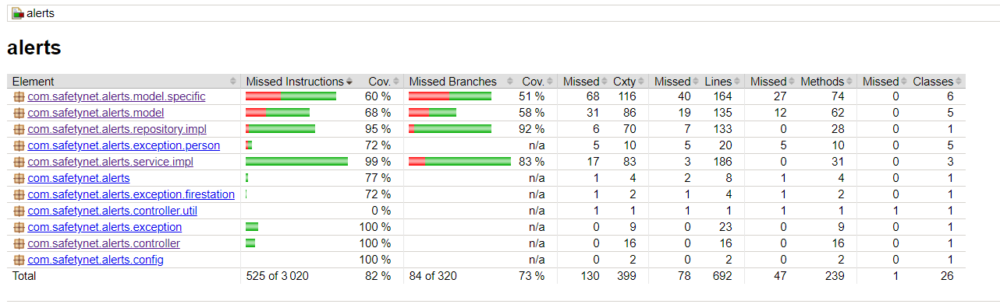 alerts
alerts
Element Missed Instructions Cov. Missed Branches Cov. Missed Cxty Missed Lines Missed Methods Missed Classes
com.safetynet.alerts.model.specific 60 % 51 % 68 116 40 164 27 74 0 6
com.safetynet.alerts.model 68 % 58 % 31 86 19 135 12 62 0 5
com.safetynet.alerts.repository.impl 95 % 92 % 6 70 7 133 0 28 0 1
com.safetynet.alerts.exception.person 72 % n/a 5 10 5 20 5 10 0 5
com.safetynet.alerts.service.impl 99 % 83 % 17 83 3 186 0 31 0 3
com.safetynet.alerts 77 % n/a 1 4 2 8 1 4 0 1
com.safetynet.alerts.exception.firestation 72 % n/a 1 2 1 4 1 2 0 1
com.safetynet.alerts.controller.util 0 % n/a 1 1 1 1 1 1 1 1
com.safetynet.alerts.exception 100 % n/a 0 9 0 23 0 9 0 1
com.safetynet.alerts.controller 100 % n/a 0 16 0 16 0 16 0 1
com.safetynet.alerts.config 100 % n/a 0 2 0 2 0 2 0 1
Total 525 of 3 020 82 % 84 of 320 73 % 130 399 78 692 47 239 1 26